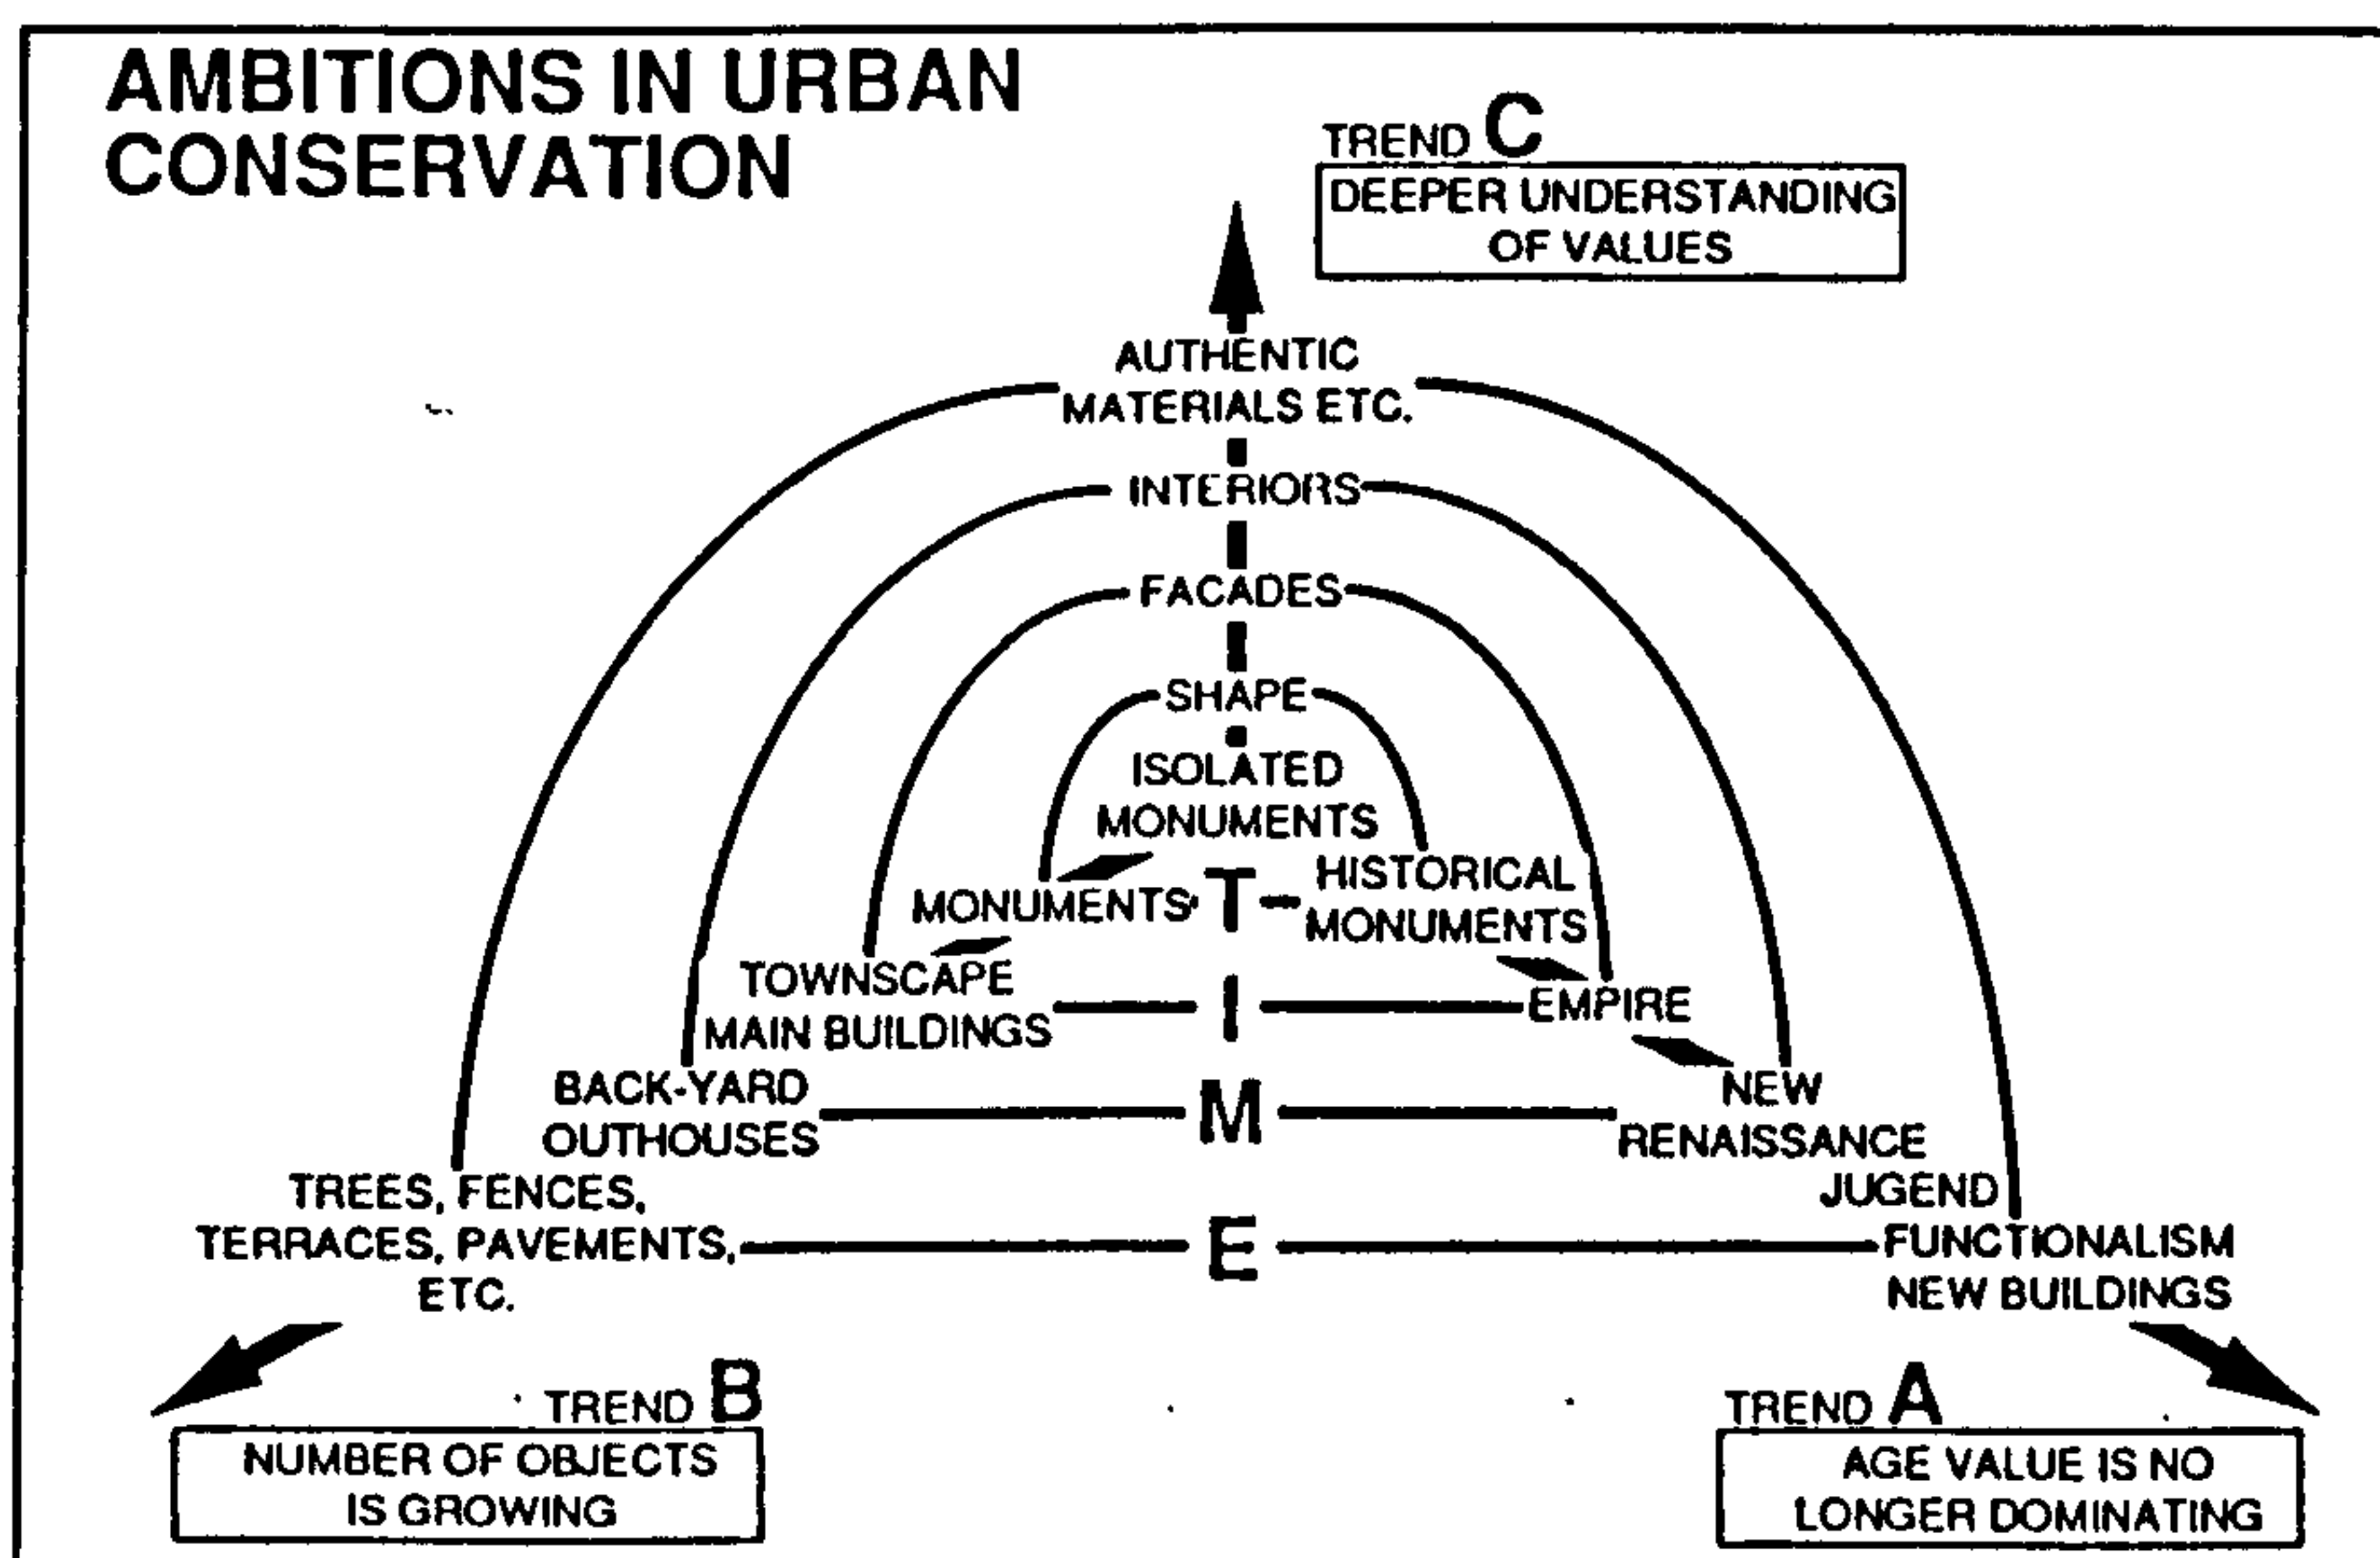 AMBITIONS IN URBAN
CONSERVATION
TREND C
DEEPER UNDERSTANDING
OF VALUES
AUTHENTIC
MATERIALS ETC.
INTERIORS
FACADES
SHAPE
ISOLATED
MONUMENTS
MONUMENTS
T
HISTORICAL
MONUMENTS
TOWNSCAPE
MAIN BUILDINGS
I
EMPIRE
BACK-YARD
OUTHOUSES
M
NEW
RENAISSANCE
TREES, FENCES,
TERRACES, PAVEMENTS,
ETC.
E
JUGEND
FUNCTIONALISM
NEW BUILDINGS
TREND B
NUMBER OF OBJECTS
IS GROWING
TREND A
AGE VALUE IS NO
LONGER DOMINATING